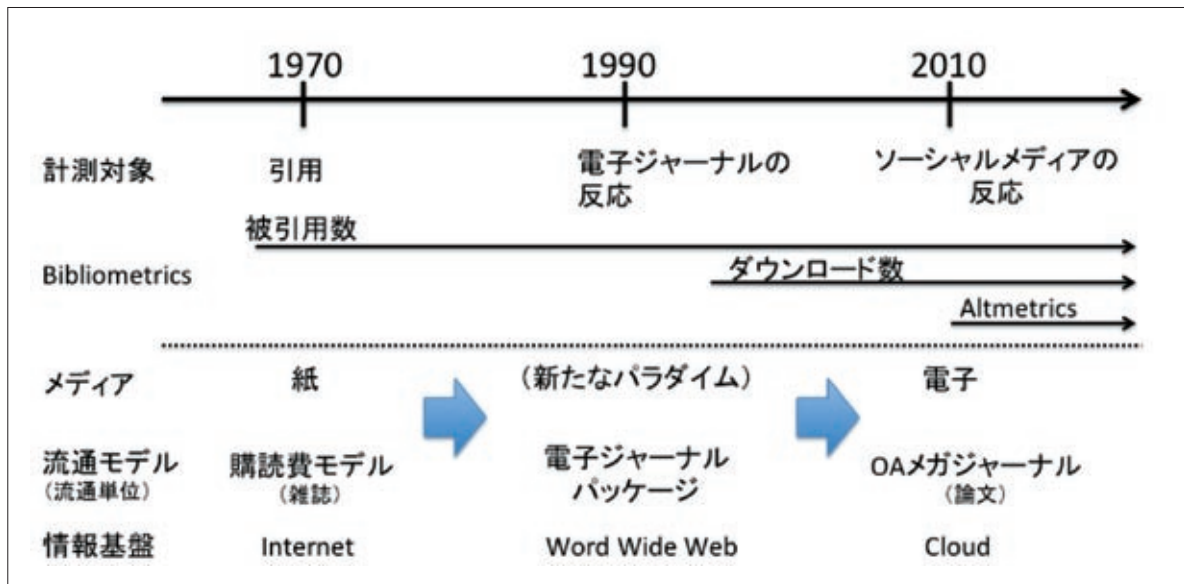 1970 1990 2010
計測対象 引用 電子ジャーナルの ソーシャルメディアの
反応 反応
被引用数
Bibliometrics ダウンロード数
Altmetrics
メディア 紙 (新たなパラダイム) 電子
流通モデル 購読費モデル 電子ジャーナル OAメガジャーナル
(流通単位) (雑誌) パッケージ (論文)
情報基盤 Internet Word Wide Web Cloud